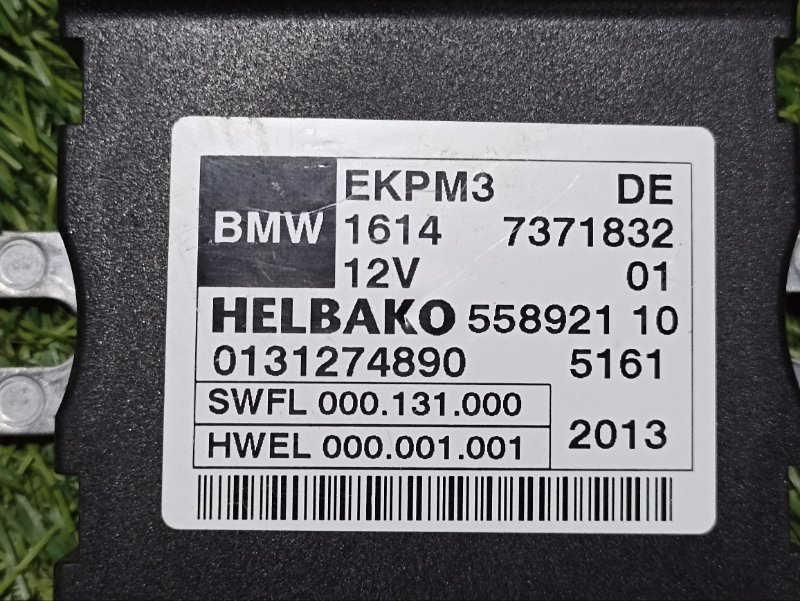 EKPM3 DE
BMW 1614 7371832
12V 01
HELBAKO 558921 10
0131274890 5161
SWFL 000.131.000
HWEL 000.001.001 2013